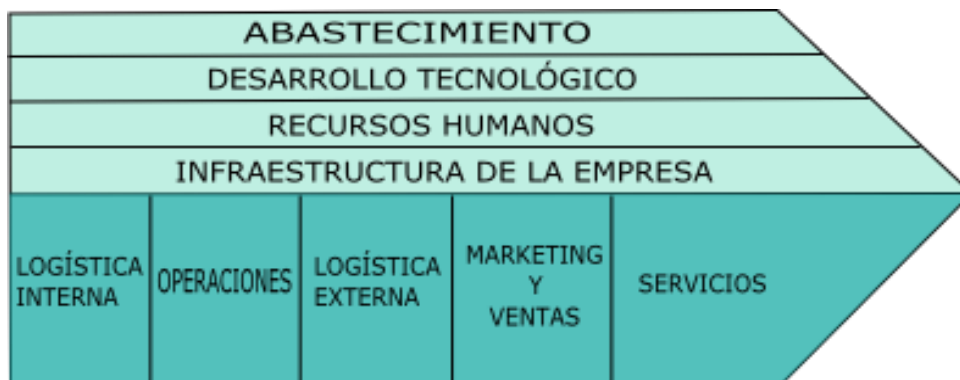 ABASTECIMIENTO
DESARROLLO TECNOLÓGICO
RECURSOS HUMANOS
INFRAESTRUCTURA DE LA EMPRESA
LOGÍSTICA
INTERNA
OPERACIONES
LOGÍSTICA
EXTERNA
MARKETING
Y
VENTAS
SERVICIOS